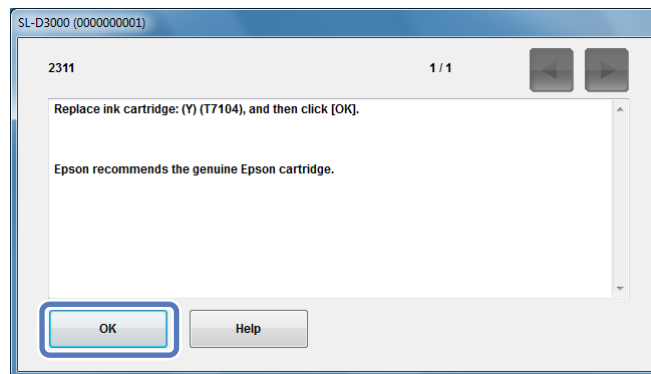 SL-D3000 (0000000001)
2311 1 / 1
Replace ink cartridge: (Y) (T7104), and then click [OK].
Epson recommends the genuine Epson cartridge.
OK Help